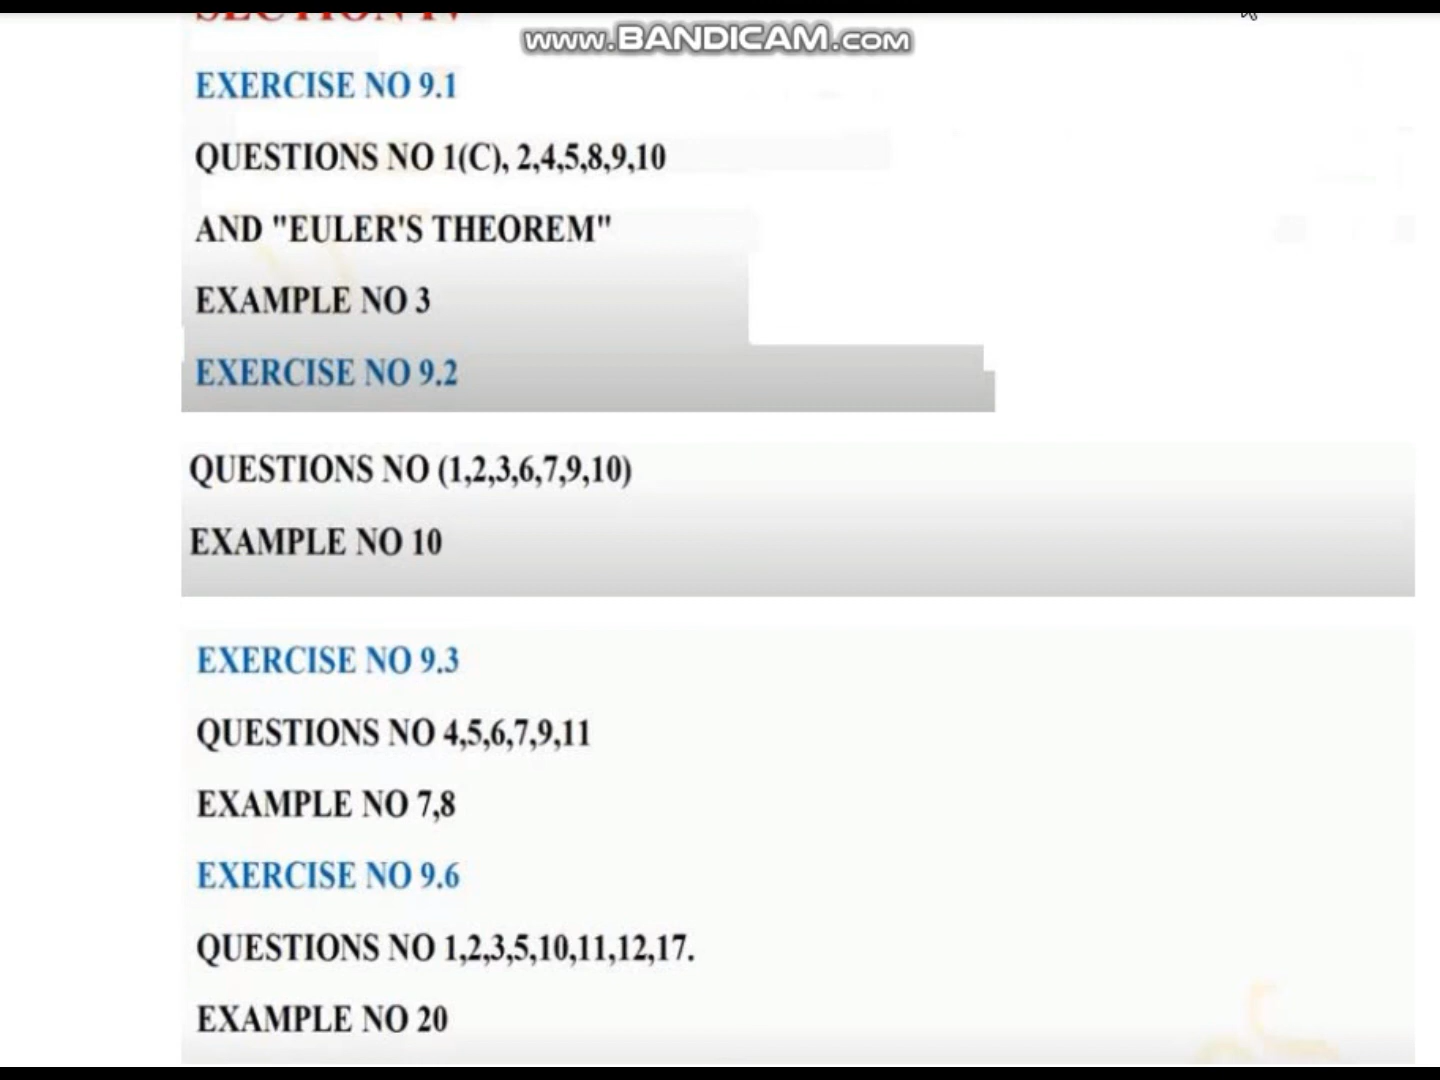 SECTION IV
www.BANDICAM.com
EXERCISE NO 9.1
QUESTIONS NO 1(C), 2,4,5,8,9,10
AND "EULER'S THEOREM"
EXAMPLE NO 3
EXERCISE NO 9.2
QUESTIONS NO (1,2,3,6,7,9,10)
EXAMPLE NO 10
EXERCISE NO 9.3
QUESTIONS NO 4,5,6,7,9,11
EXAMPLE NO 7,8
EXERCISE NO 9.6
QUESTIONS NO 1,2,3,5,10,11,12,17.
EXAMPLE NO 20